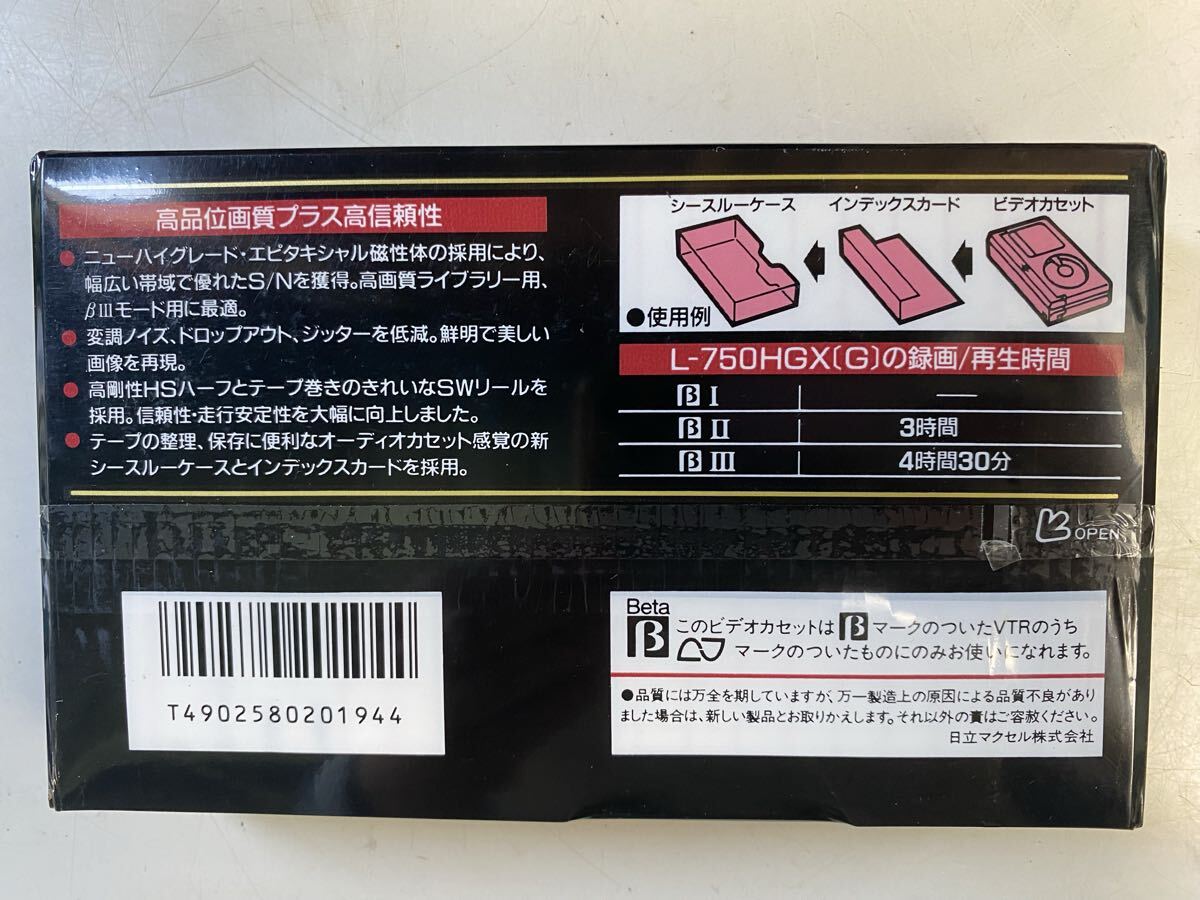 高品位画質プラス高信頼性
● ニューハイグレード・エピタキシャル磁性体の採用により、
幅広い帯域で優れたS/Nを獲得。高画質ライブラリー用、
βIIIモード用に最適。
● 変調ノイズ、ドロップアウト、ジッターを低減。鮮明で美しい
画像を再現。
● 高剛性HSハーフとテープ巻きのきれいなSWリールを
採用。信頼性・走行安定性を大幅に向上しました。
● テープの整理、保存に便利なオーディオカセット感覚の新
シースルーケースとインデックスカードを採用。
シースルーケース インデックスカード ビデオカセット
●使用例
L-750HGX(G)の録画/再生時間
β I —
β II 3時間
β III 4時間30分
OPEN
T4902580201944
Beta
β このビデオカセットは β マークのついたVTRのうち
マークのついたものにのみお使いになれます。
●品質には万全を期していますが、万一製造上の原因による品質不良があり
ました場合は、新しい製品とお取りかえします。それ以外の責はご容赦ください。
日立マクセル株式会社